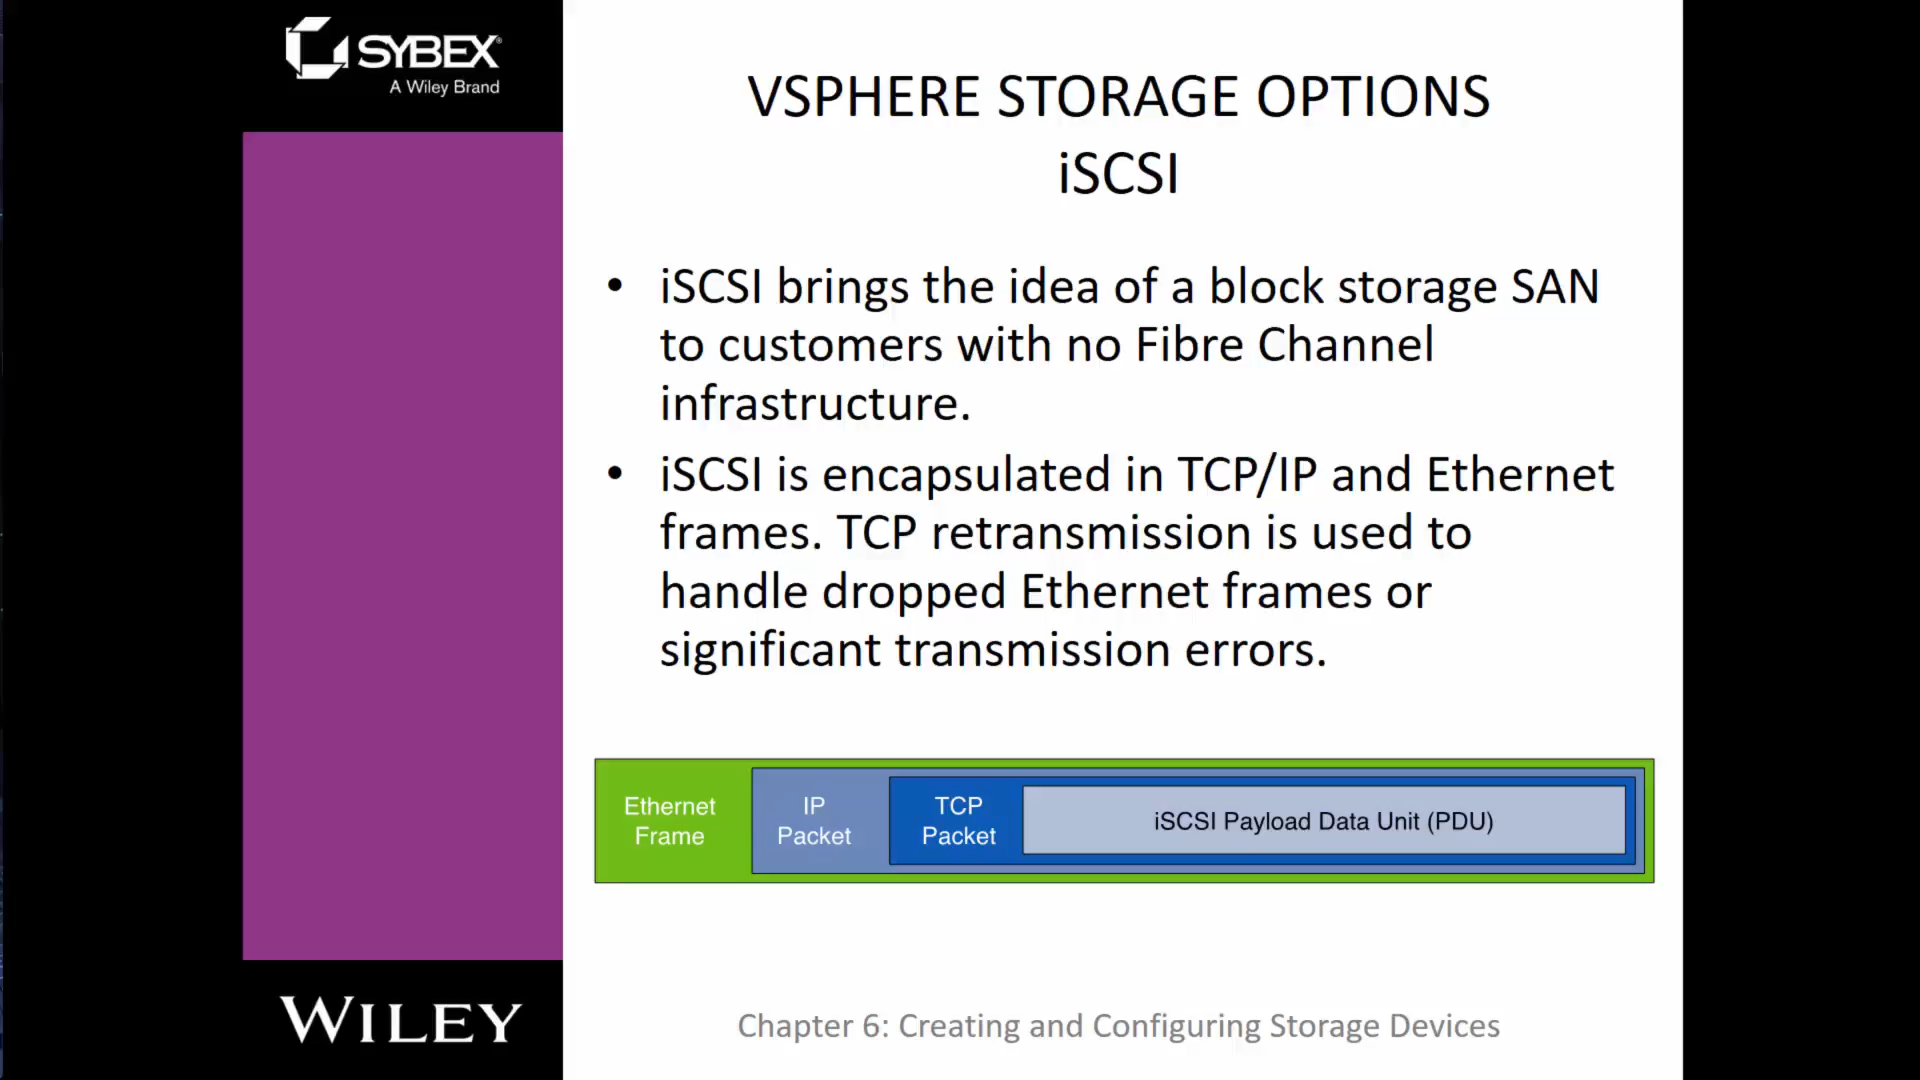 SYBEX®
A Wiley Brand
VSPHERE STORAGE OPTIONS
iSCSI
• iSCSI brings the idea of a block storage SAN
to customers with no Fibre Channel
infrastructure.
• iSCSI is encapsulated in TCP/IP and Ethernet
frames. TCP retransmission is used to
handle dropped Ethernet frames or
significant transmission errors.
Ethernet
Frame
IP
Packet
TCP
Packet
iSCSI Payload Data Unit (PDU)
WILEY
Chapter 6: Creating and Configuring Storage Devices